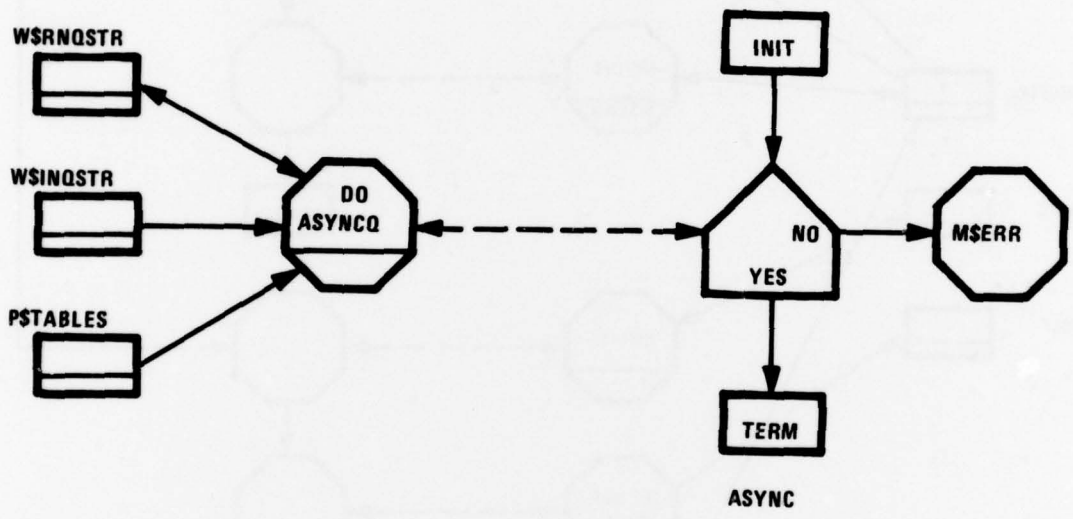 W$RNQSTR
INIT
W$INQSTR
DO
ASYNCQ
NO
M$ERR
YES
P$TABLES
TERM
ASYNC